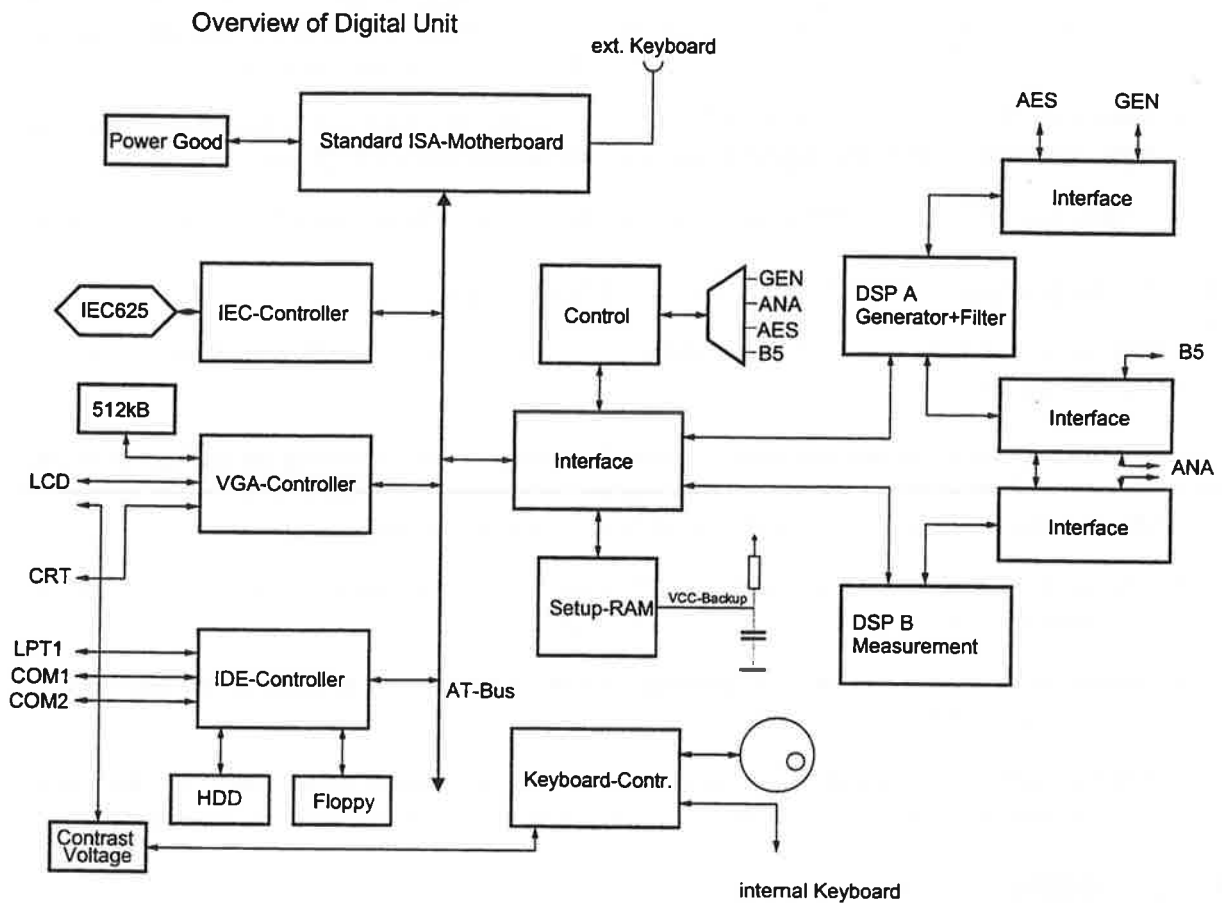 Overview of Digital Unit
ext. Keyboard
AES
GEN
Power Good
Standard ISA-Motherboard
Interface
IEC625
IEC-Controller
Control
GEN
ANA
AES
B5
DSP A
Generator+Filter
B5
512kB
Interface
LCD
VGA-Controller
Interface
ANA
Interface
CRT
Setup-RAM
VCC-Backup
DSP B
Measurement
LPT1
COM1
COM2
IDE-Controller
AT-Bus
HDD
Floppy
Keyboard-Contr.
Contrast
Voltage
internal Keyboard